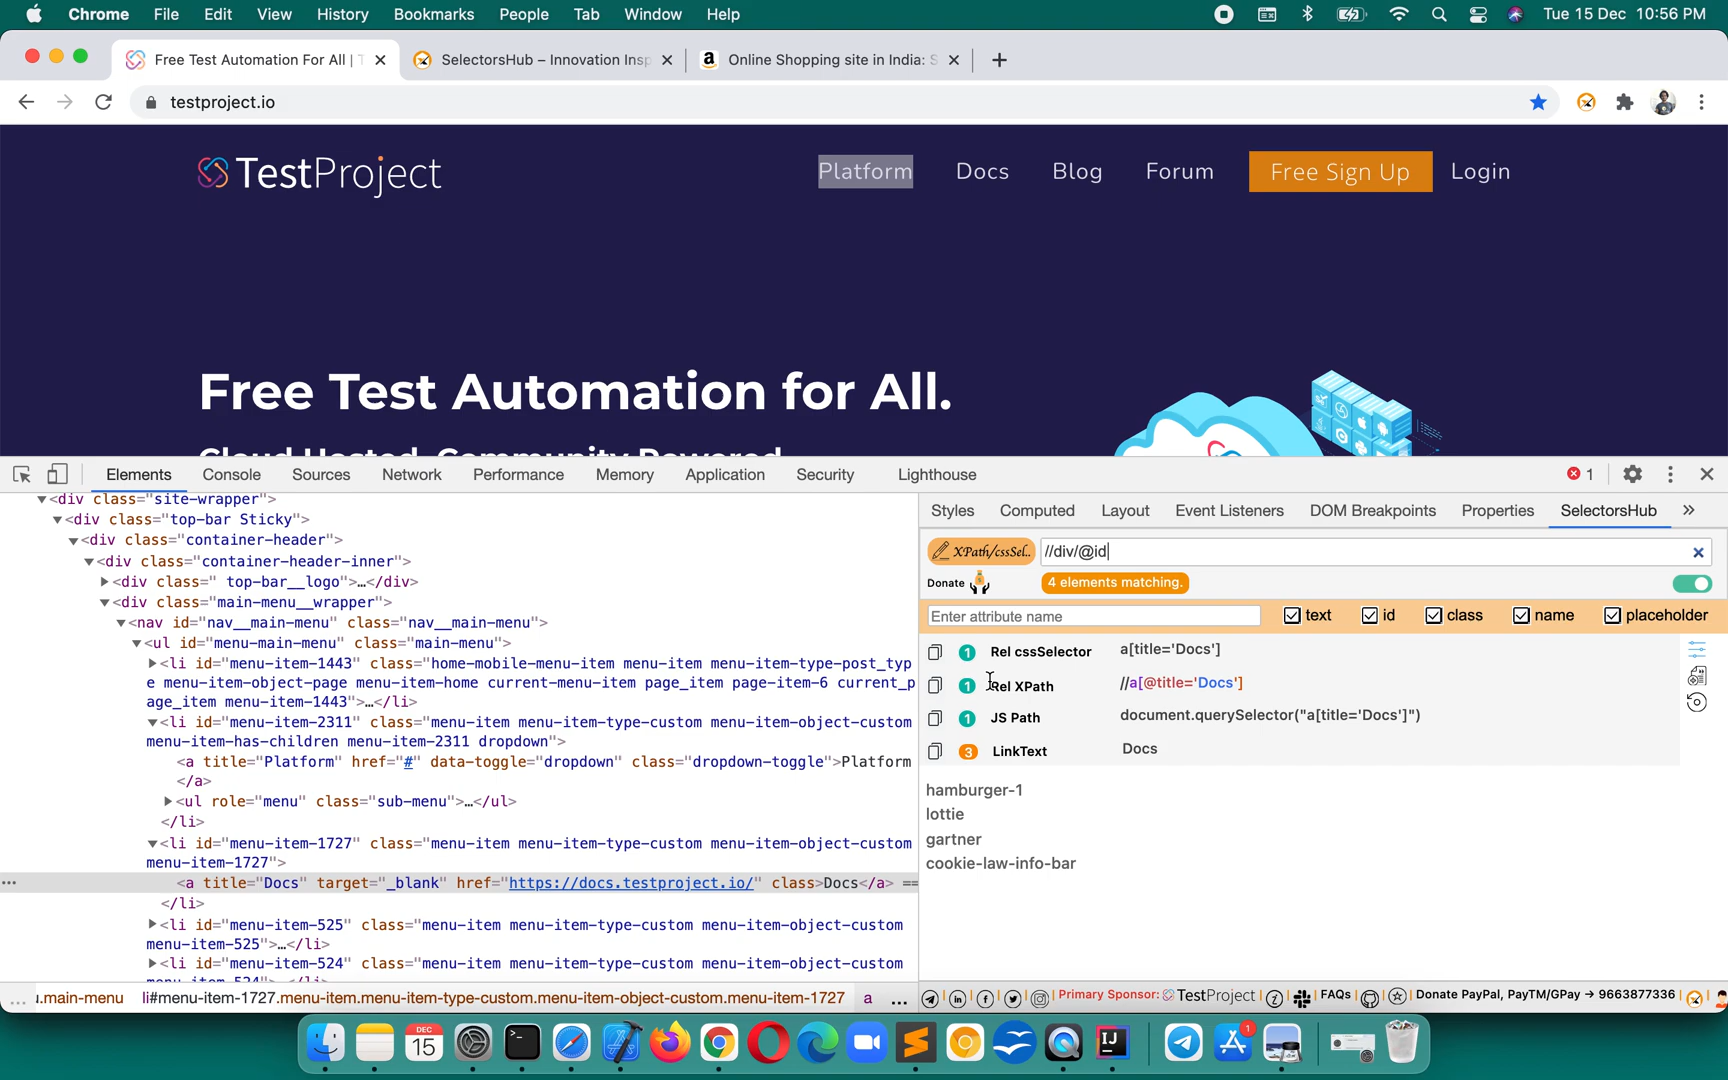 Chrome File Edit View History Bookmarks People Tab Window Help Tue 15 Dec 10:56 PM
Free Test Automation For All | T SelectorsHub – Innovation Insp Online Shopping site in India: S
testproject.io
TestProject Platform Docs Blog Forum Free Sign Up Login
Free Test Automation for All.
Cloud Hosted, Community Powered
Elements Console Sources Network Performance Memory Application Security Lighthouse 1
Styles Computed Layout Event Listeners DOM Breakpoints Properties SelectorsHub »
▼<div class="site-wrapper">
▼<div class="top-bar Sticky">
▼<div class="container-header">
▼<div class="container-header-inner">
▶<div class=" top-bar__logo">…</div>
▼<div class="main-menu__wrapper">
▼<nav id="nav__main-menu" class="nav__main-menu">
▼<ul id="menu-main-menu" class="main-menu">
▶<li id="menu-item-1443" class="home-mobile-menu-item menu-item menu-item-type-post_typ
e menu-item-object-page menu-item-home current-menu-item page_item page-item-6 current_p
age_item menu-item-1443">…</li>
▼<li id="menu-item-2311" class="menu-item menu-item-type-custom menu-item-object-custom
menu-item-has-children menu-item-2311 dropdown">
<a title="Platform" href="#" data-toggle="dropdown" class="dropdown-toggle">Platform
</a>
▶<ul role="menu" class="sub-menu">…</ul>
</li>
▼<li id="menu-item-1727" class="menu-item menu-item-type-custom menu-item-object-custom
menu-item-1727">
… <a title="Docs" target="_blank" href="https://docs.testproject.io/" class>Docs</a> ==
</li>
▶<li id="menu-item-525" class="menu-item menu-item-type-custom menu-item-object-custom
menu-item-525">…</li>
▶<li id="menu-item-524" class="menu-item menu-item-type-custom menu-item-object-custom
… .main-menu li#menu-item-1727.menu-item.menu-item-type-custom.menu-item-object-custom.menu-item-1727 a …
XPath/cssSel.. //div/@id
Donate 4 elements matching.
Enter attribute name text id class name placeholder
1 Rel cssSelector a[title='Docs']
1 Rel XPath //a[@title='Docs']
1 JS Path document.querySelector("a[title='Docs']")
3 LinkText Docs
hamburger-1
lottie
gartner
cookie-law-info-bar
Primary Sponsor: TestProject | FAQs | Donate PayPal, PayTM/GPay → 9663877336
DEC
15
IJ
1